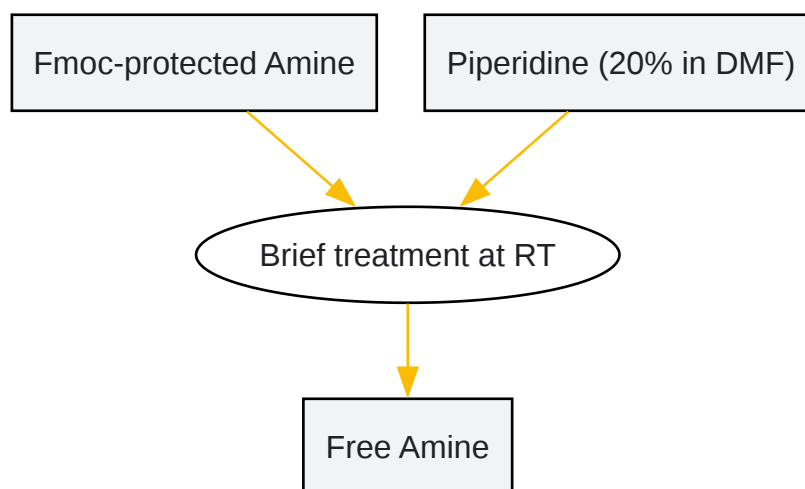 Fmoc-protected Amine
Piperidine (20% in DMF)
Brief treatment at RT
Free Amine